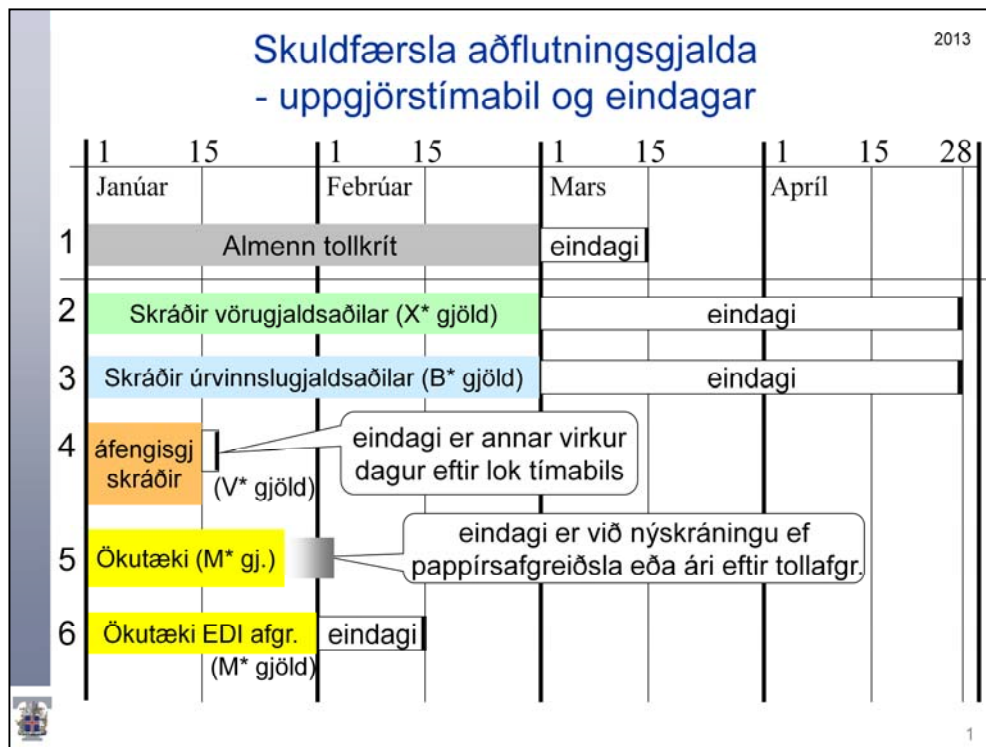 Skuldfærsla aðflutningsgjalda
- uppgjörstímabil og eindagar
2013
1 15 1 15 1 15 1 15 28
Janúar Febrúar Mars Apríl
1 Almenn tollkrít eindagi
2 Skráðir vörugjaldsaðilar (X* gjöld) eindagi
3 Skráðir úrvinnslugjaldsaðilar (B* gjöld) eindagi
4 áfengisgj
skráðir
(V* gjöld)
eindagi er annar virkur
dagur eftir lok tímabils
5 Ökutæki (M* gj.)
eindagi er við nýskráningu ef
pappírsafgreiðsla eða ári eftir tollafgr.
6 Ökutæki EDI afgr. eindagi
(M* gjöld)
1